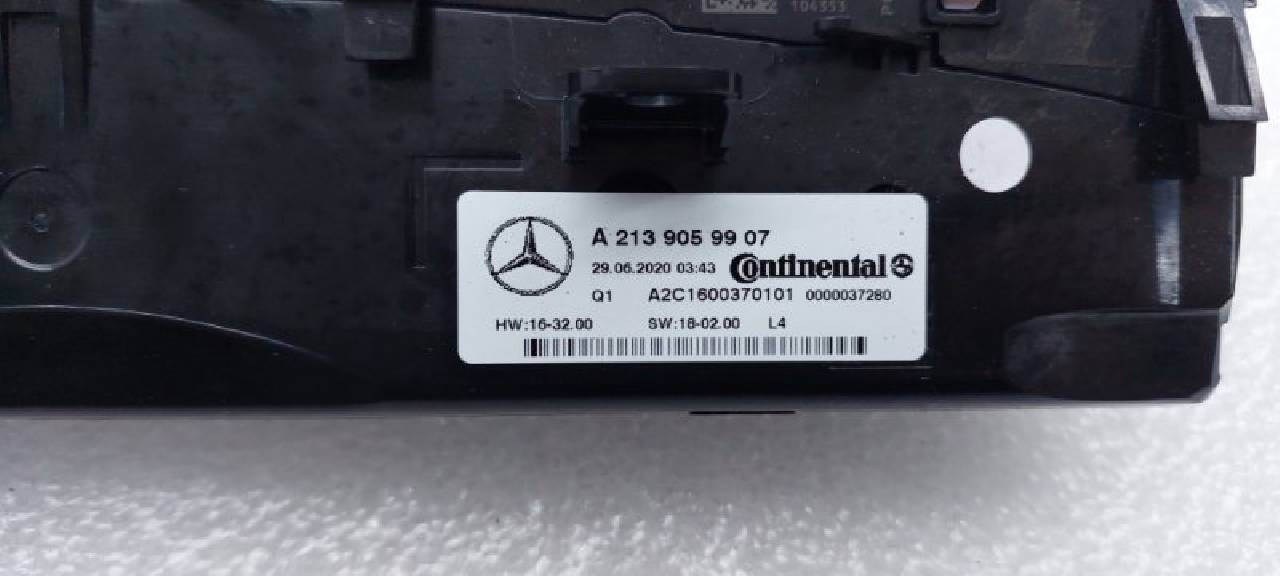 104353
A 213 905 99 07
29.06.2020 03:43 Continental
Q1 A2C1600370101 0000037280
HW:16-32.00 SW:18-02.00 L4